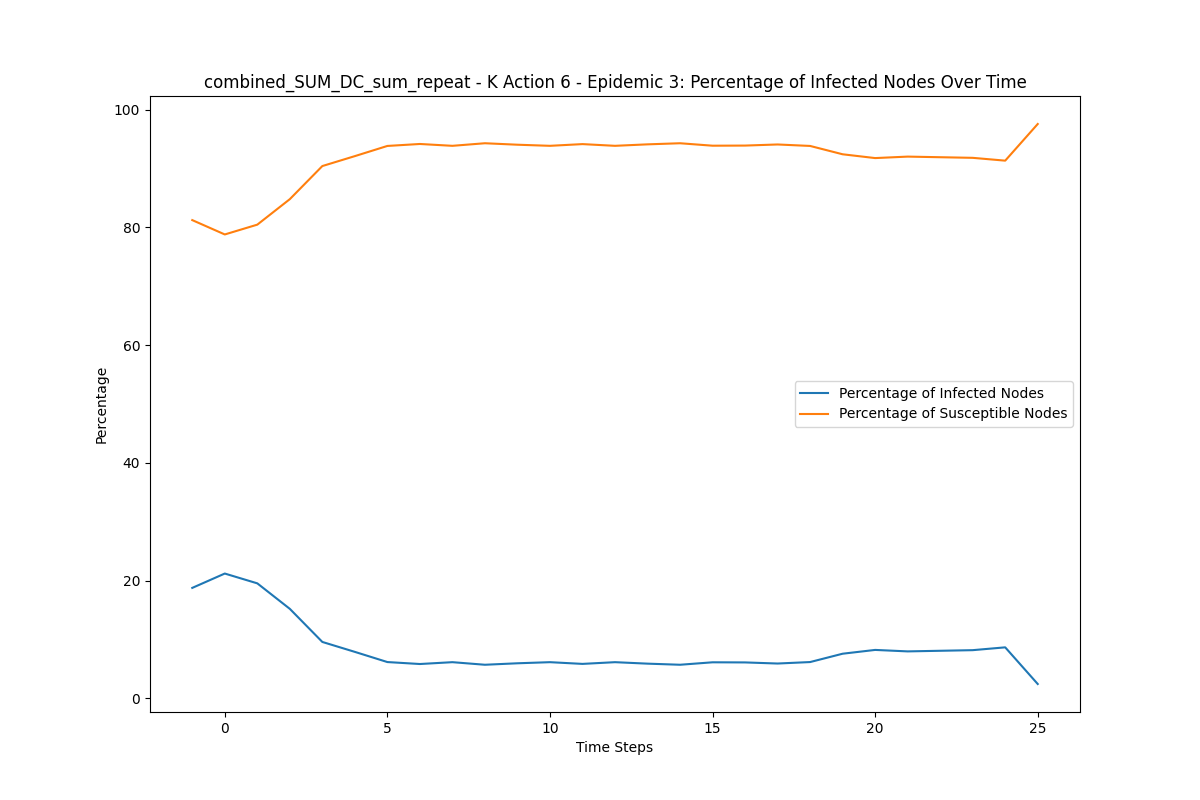 combined_SUM_DC_sum_repeat - K Action 6 - Epidemic 3: Percentage of Infected Nodes Over Time
100
80
60
40
20
0
Percentage
Percentage of Infected Nodes
Percentage of Susceptible Nodes
0 5 10 15 20 25
Time Steps